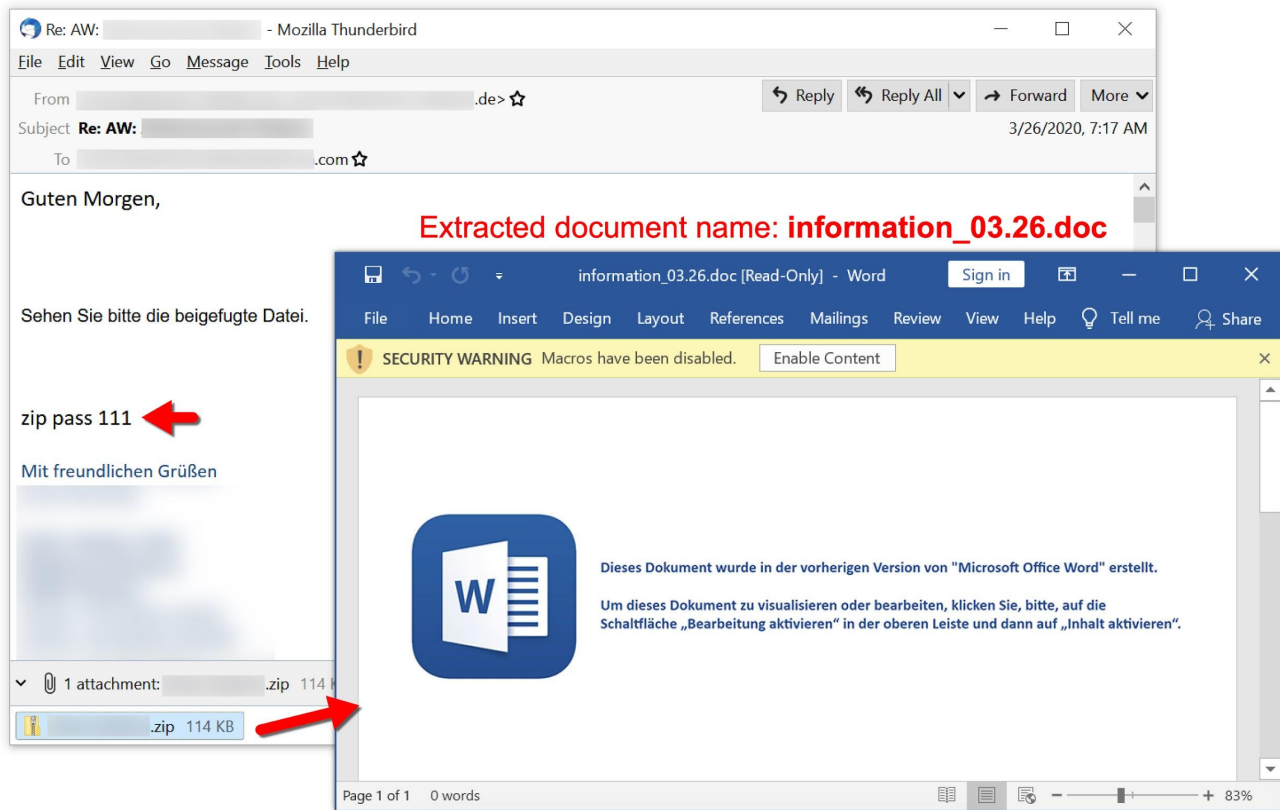 Re: AW: - Mozilla Thunderbird
File Edit View Go Message Tools Help
From .de>
Reply Reply All Forward More
Subject Re: AW:
3/26/2020, 7:17 AM
To .com
Guten Morgen,
Extracted document name: information_03.26.doc
Sehen Sie bitte die beigefugte Datei.
zip pass 111
Mit freundlichen Grüßen
1 attachment: .zip 114 K
.zip 114 KB
information_03.26.doc [Read-Only] - Word
Sign in
File Home Insert Design Layout References Mailings Review View Help Tell me Share
SECURITY WARNING Macros have been disabled. Enable Content
W
Dieses Dokument wurde in der vorherigen Version von "Microsoft Office Word" erstellt.
Um dieses Dokument zu visualisieren oder bearbeiten, klicken Sie, bitte, auf die
Schaltfläche „Bearbeitung aktivieren“ in der oberen Leiste und dann auf „Inhalt aktivieren“.
Page 1 of 1 0 words
83%